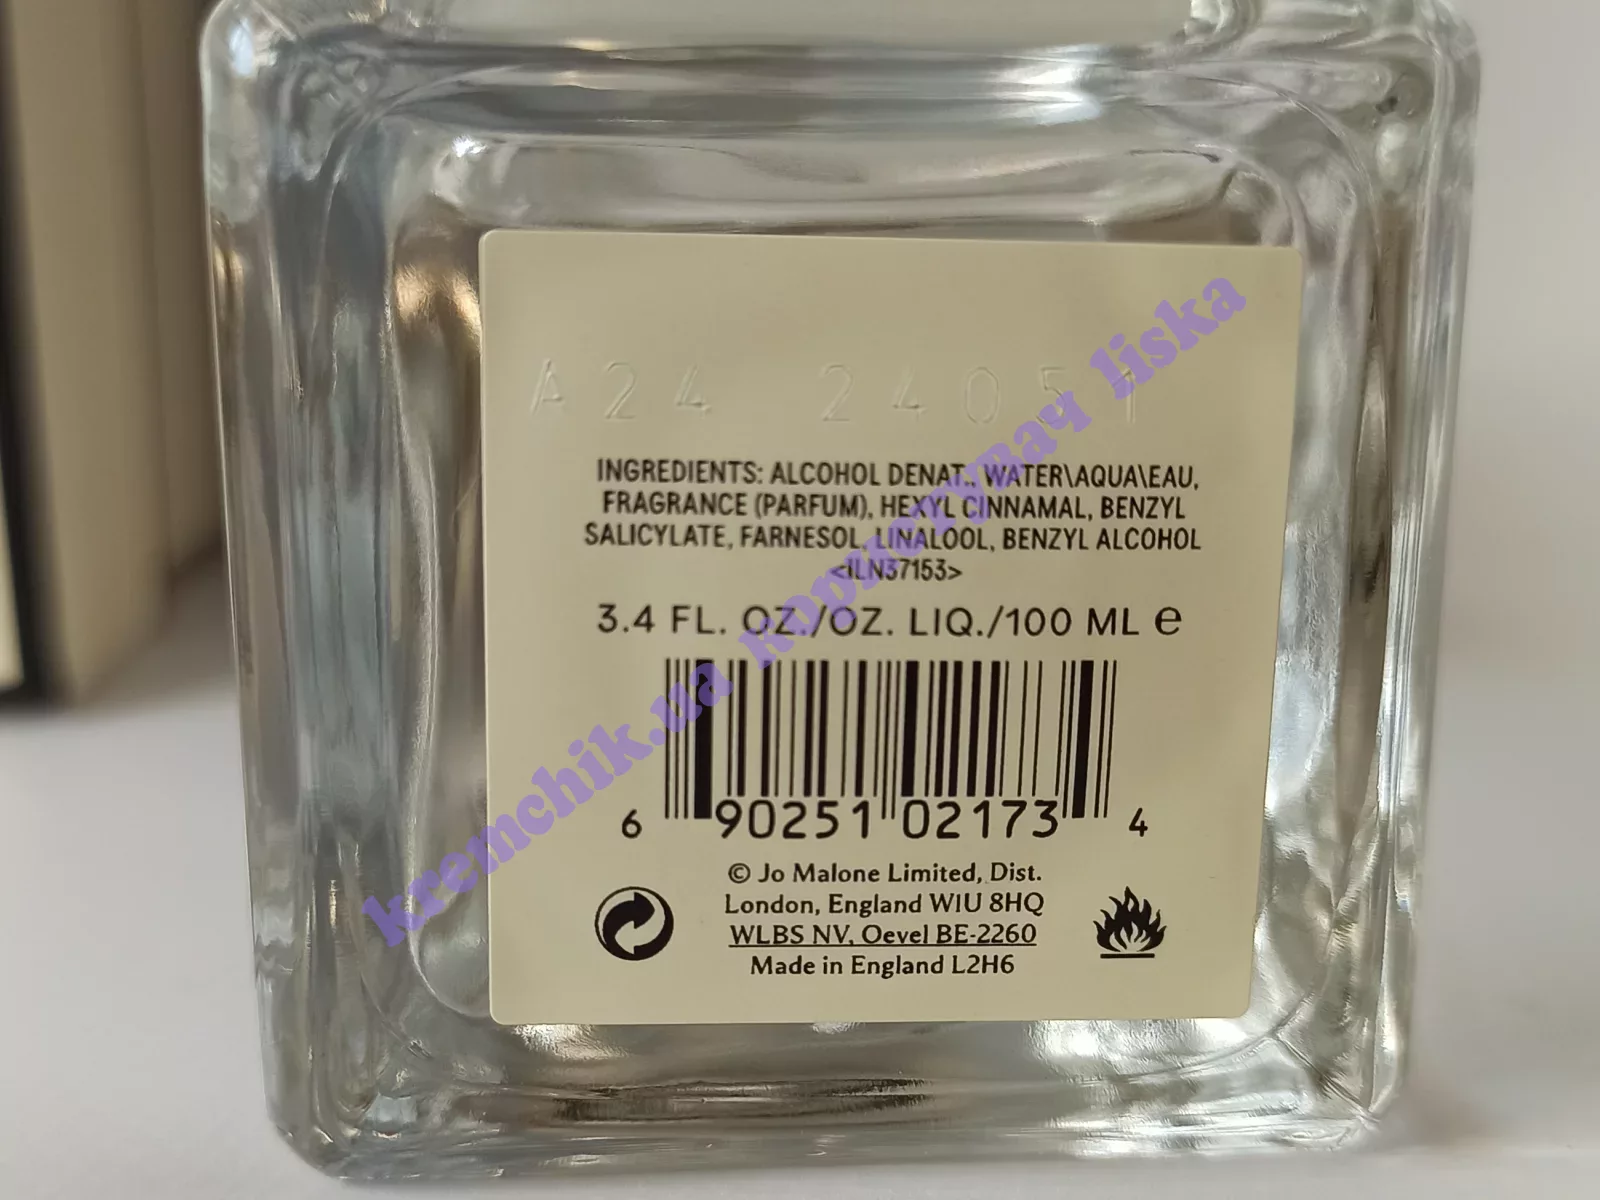 A24 24051
INGREDIENTS: ALCOHOL DENAT., WATER\AQUA\EAU,
FRAGRANCE (PARFUM), HEXYL CINNAMAL, BENZYL
SALICYLATE, FARNESOL, LINALOOL, BENZYL ALCOHOL
<ILN37153>
3.4 FL. OZ./OZ. LIQ./100 ML e
6 90251 02173 4
© Jo Malone Limited, Dist.
London, England W1U 8HQ
WLBS NV, Oevel BE-2260
Made in England L2H6
kremchik.ua користувач liska